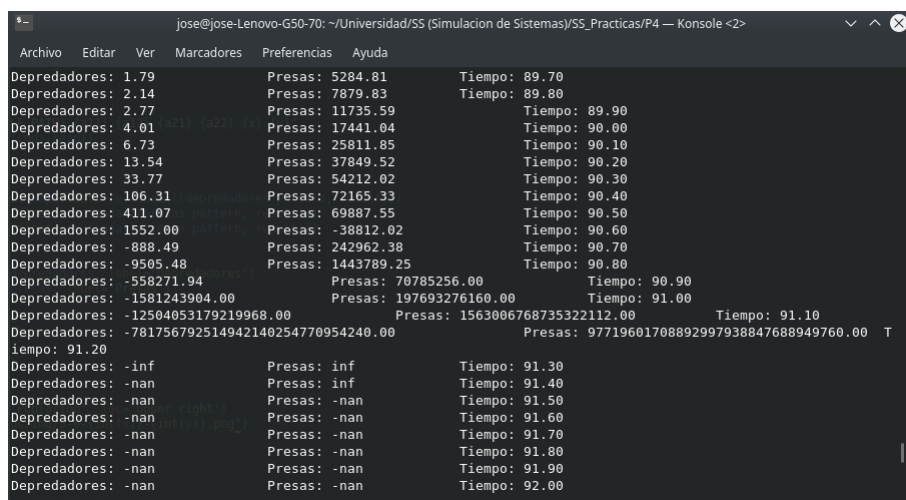 jose@jose-Lenovo-G50-70: ~/Universidad/SS (Simulacion de Sistemas)/SS_Practicas/P4 — Konsole <2>
Archivo Editar Ver Marcadores Preferencias Ayuda
Depredadores: 1.79 Presas: 5284.81 Tiempo: 89.70
Depredadores: 2.14 Presas: 7879.83 Tiempo: 89.80
Depredadores: 2.77 Presas: 11735.59 Tiempo: 89.90
Depredadores: 4.01 Presas: 17441.04 Tiempo: 90.00
Depredadores: 6.73 Presas: 25811.85 Tiempo: 90.10
Depredadores: 13.54 Presas: 37849.52 Tiempo: 90.20
Depredadores: 33.77 Presas: 54212.02 Tiempo: 90.30
Depredadores: 106.31 Presas: 72165.33 Tiempo: 90.40
Depredadores: 411.07 Presas: 69887.55 Tiempo: 90.50
Depredadores: 1552.00 Presas: -38812.02 Tiempo: 90.60
Depredadores: -888.49 Presas: 242962.38 Tiempo: 90.70
Depredadores: -9505.48 Presas: 1443789.25 Tiempo: 90.80
Depredadores: -558271.94 Presas: 70785256.00 Tiempo: 90.90
Depredadores: -1581243904.00 Presas: 197693276160.00 Tiempo: 91.00
Depredadores: -12504053179219968.00 Presas: 1563006768735322112.00 Tiempo: 91.10
Depredadores: -781756792514942140254770954240.00 Presas: 97719601708892997938847688949760.00 T
iempo: 91.20
Depredadores: -inf Presas: inf Tiempo: 91.30
Depredadores: -nan Presas: inf Tiempo: 91.40
Depredadores: -nan Presas: -nan Tiempo: 91.50
Depredadores: -nan Presas: -nan Tiempo: 91.60
Depredadores: -nan Presas: -nan Tiempo: 91.70
Depredadores: -nan Presas: -nan Tiempo: 91.80
Depredadores: -nan Presas: -nan Tiempo: 91.90
Depredadores: -nan Presas: -nan Tiempo: 92.00